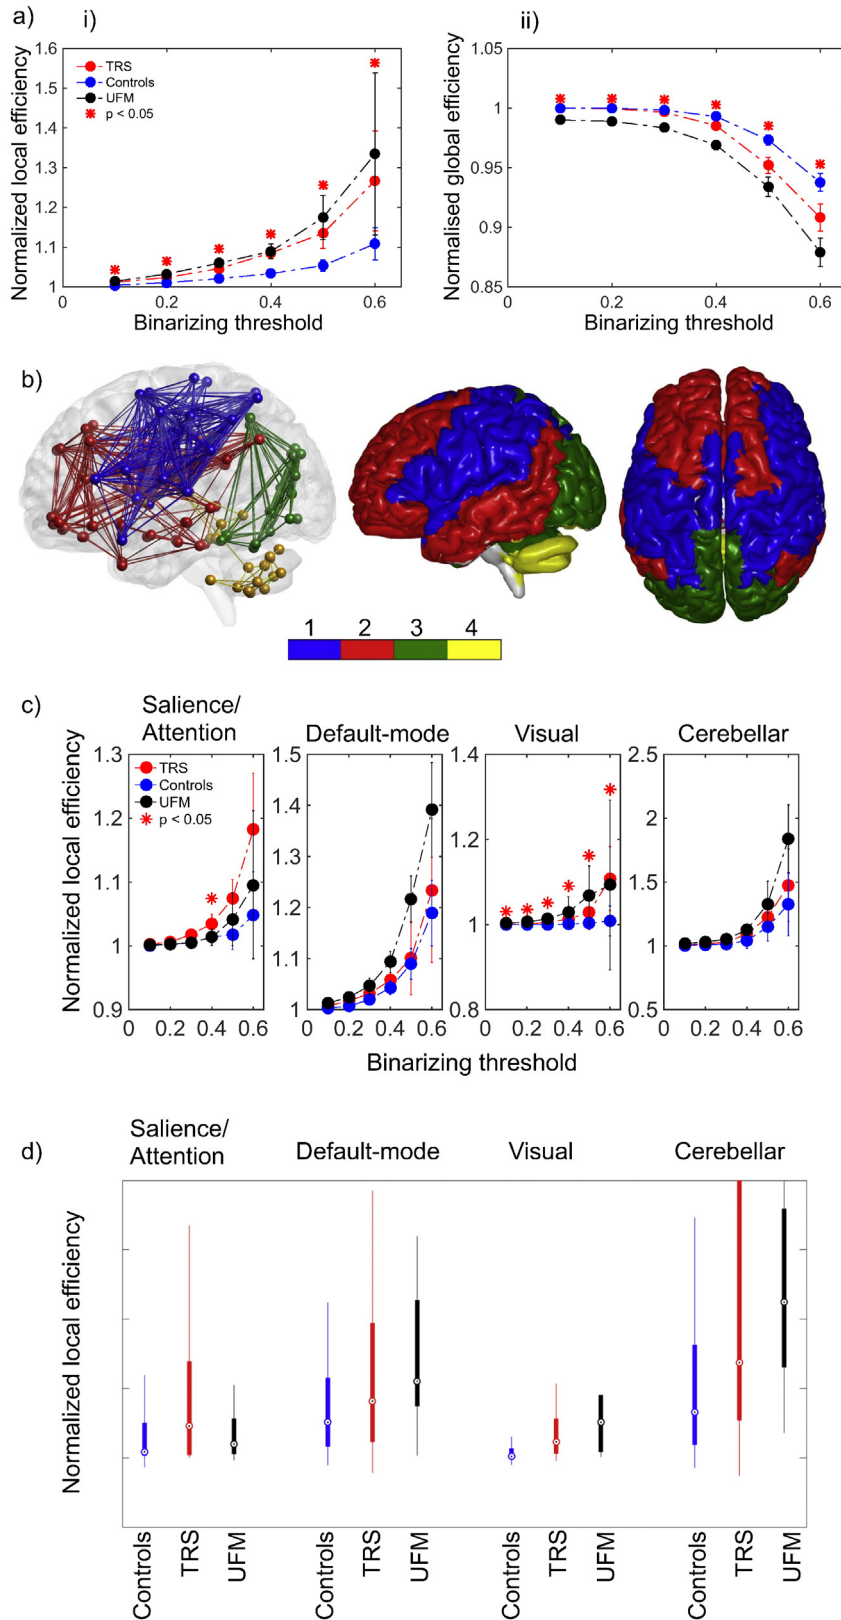 a)
i)
ii)
Normalized local efficiency
1.6
1.5
1.4
1.3
1.2
1.1
1
0
0.2
0.4
0.6
TRS
Controls
UFM
p < 0.05
Binarizing threshold
Normalised global efficiency
1.05
1
0.95
0.9
0.85
0
0.2
0.4
0.6
Binarizing threshold
b)
1 2 3 4
c)
Salience/
Attention
Default-mode
Visual
Cerebellar
Normalized local efficiency
1.3
1.2
1.1
1
0.9
0 0.2 0.4 0.6
TRS
Controls
UFM
p < 0.05
1.5
1.4
1.3
1.2
1.1
1
0 0.2 0.4 0.6
1.4
1.2
1
0.8
0 0.2 0.4 0.6
2.5
2
1.5
1
0.5
0 0.2 0.4 0.6
Binarizing threshold
d)
Salience/
Attention
Default-mode
Visual
Cerebellar
Normalized local efficiency
Controls
TRS
UFM
Controls
TRS
UFM
Controls
TRS
UFM
Controls
TRS
UFM